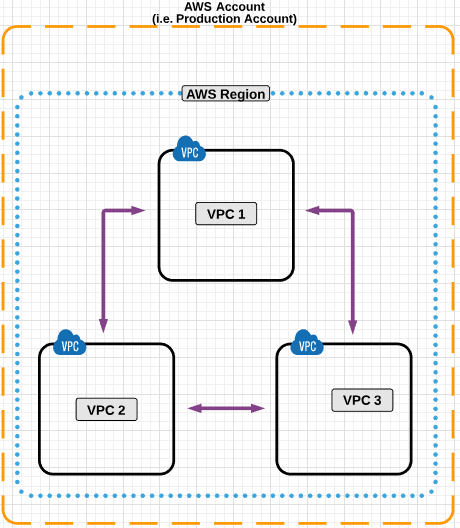 AWS Account
(i.e. Production Account)
AWS Region
VPC
VPC 1
VPC
VPC
VPC 2
VPC 3